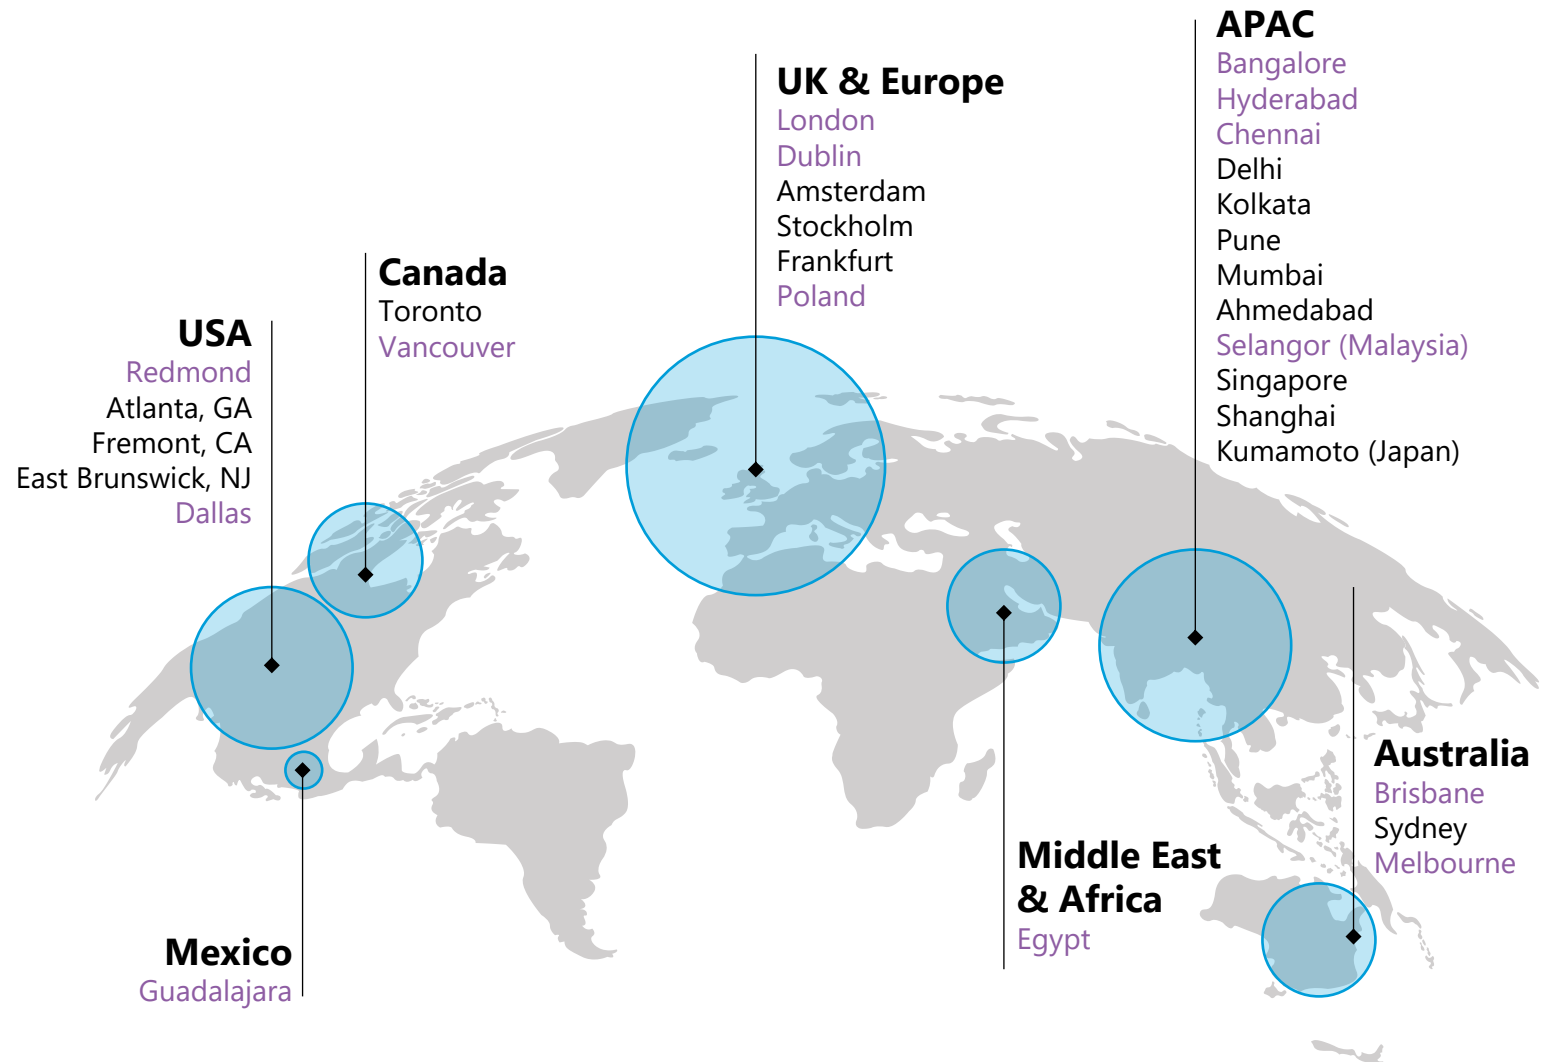 APAC
Bangalore
Hyderabad
Chennai
Delhi
Kolkata
Pune
Mumbai
Ahmedabad
Selangor (Malaysia)
Singapore
Shanghai
Kumamoto (Japan)
UK & Europe
London
Dublin
Amsterdam
Stockholm
Frankfurt
Poland
Canada
Toronto
Vancouver
USA
Redmond
Atlanta, GA
Fremont, CA
East Brunswick, NJ
Dallas
Australia
Brisbane
Sydney
Melbourne
Middle East
& Africa
Egypt
Mexico
Guadalajara